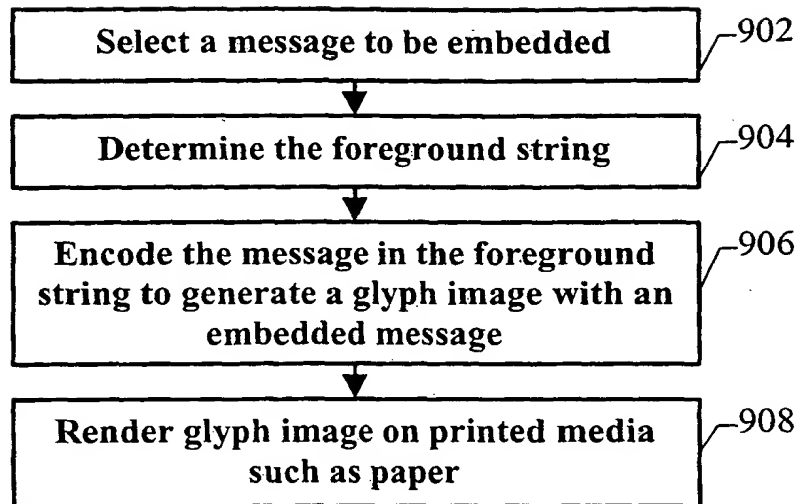 Select a message to be embedded
902
Determine the foreground string
904
Encode the message in the foreground
string to generate a glyph image with an
embedded message
906
Render glyph image on printed media
such as paper
908